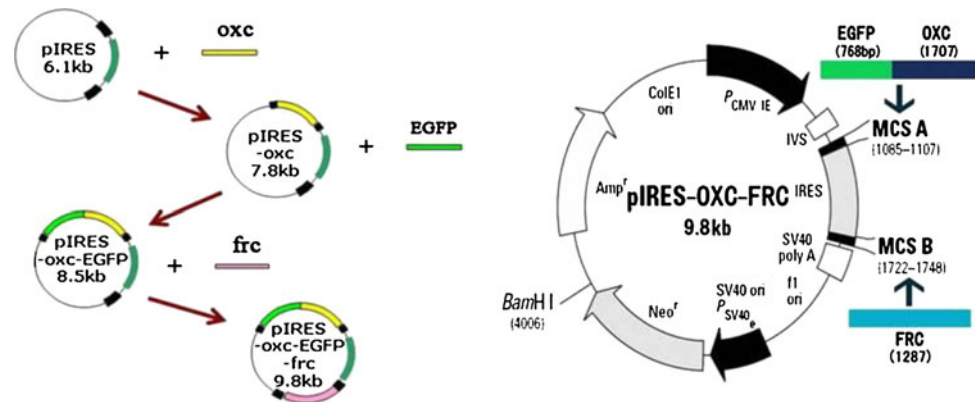 pIRES
6.1kb
+
oxc
pIRES
-oxc
7.8kb
+
EGFP
pIRES
-oxc-EGFP
8.5kb
+
frc
pIRES
-oxc-EGFP
-frc
9.8kb
EGFP
(768bp)
OXC
(1707)
ColE1
ori
PCMV IE
IVS
MCS A
(1085–1107)
Ampr
pIRES-OXC-FRC
9.8kb
IRES
SV40
poly A
MCS B
(1722–1748)
f1
ori
SV40 ori
PSV40e
Neor
BamH I
(4006)
FRC
(1287)